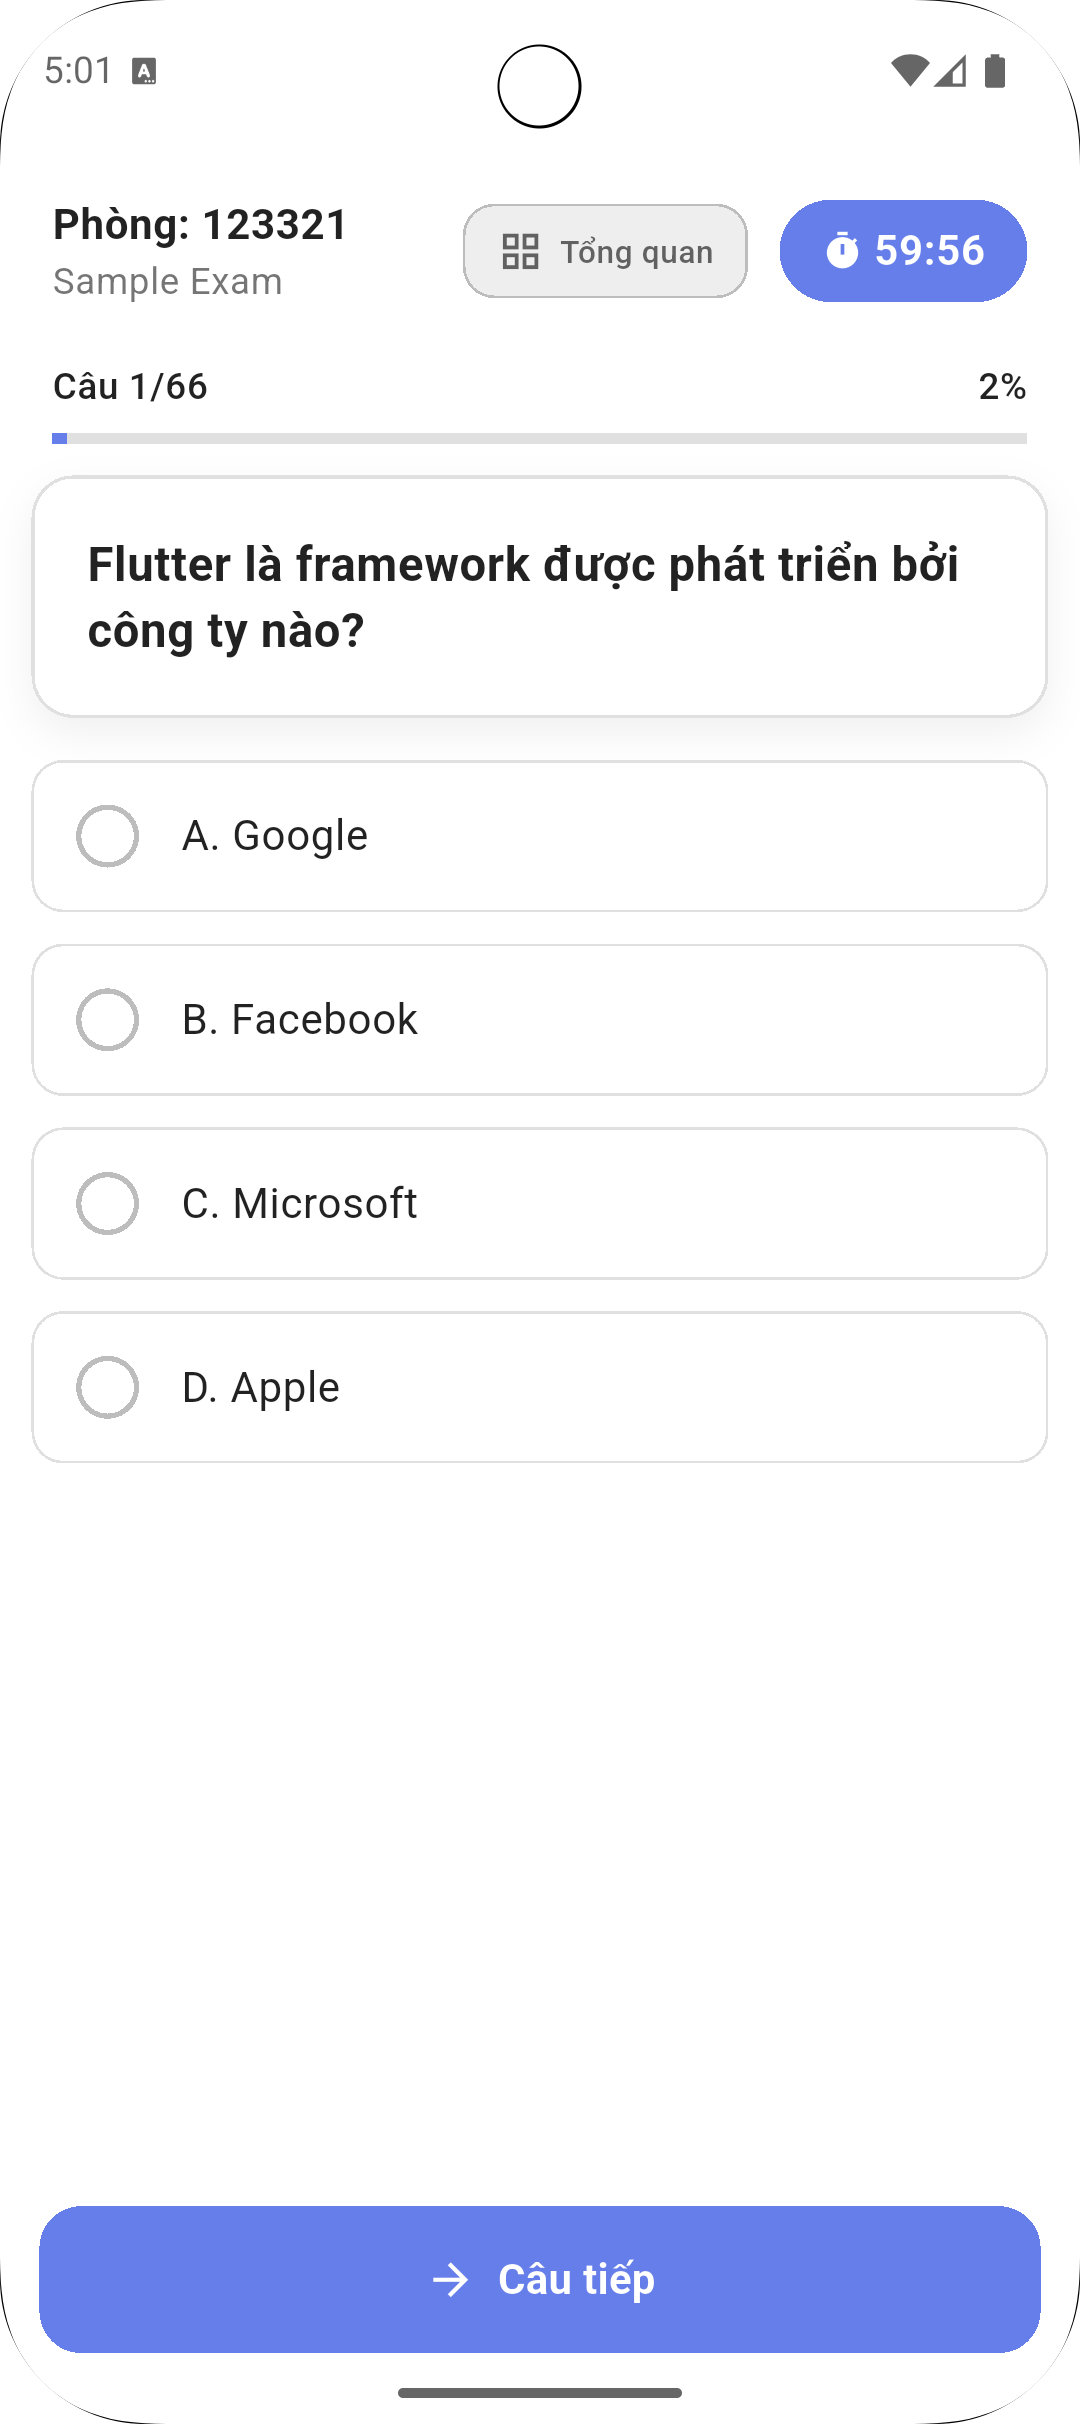 5:01
Phòng: 123321
Sample Exam
Tổng quan
59:56
Câu 1/66
2%
Flutter là framework được phát triển bởi
công ty nào?
A. Google
B. Facebook
C. Microsoft
D. Apple
Câu tiếp